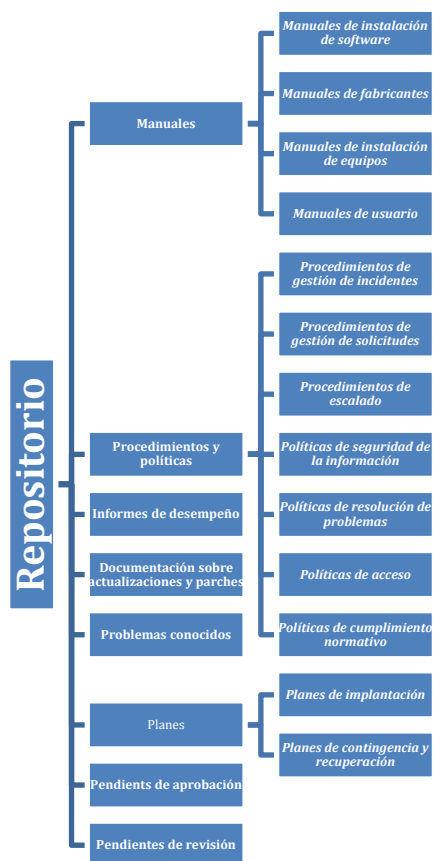 Repositorio
Manuales
Manuales de instalación
de software
Manuales de fabricantes
Manuales de instalación
de equipos
Manuales de usuario
Procedimientos y
políticas
Procedimientos de
gestión de incidentes
Procedimientos de
gestión de solicitudes
Procedimientos de
escalado
Políticas de seguridad de
la información
Políticas de resolución de
problemas
Políticas de acceso
Políticas de cumplimiento
normativo
Informes de desempeño
Documentación sobre
actualizaciones y parches
Problemas conocidos
Planes
Planes de implantación
Planes de contingencia y
recuperación
Pendients de aprobación
Pendientes de revisión